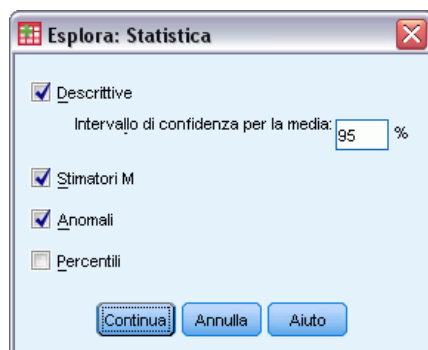 Esplora: Statistica
Descrittive
Intervallo di confidenza per la media: 95 %
Stimatori M
Anomali
Percentili
Continua Annulla Aiuto